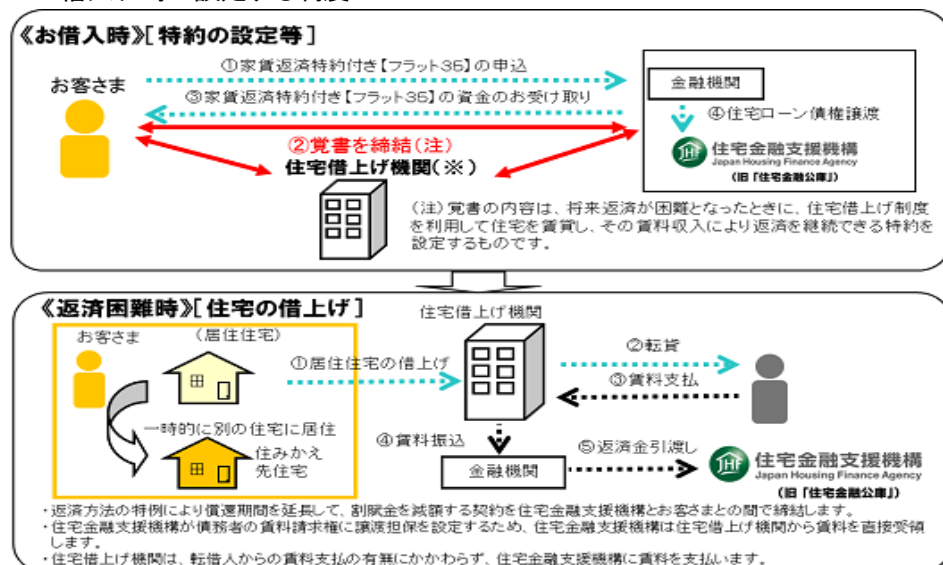 《お借入時》[特約の設定等]
お客さま
①家賃返済特約付き【フラット35】の申込
③家賃返済特約付き【フラット35】の資金のお受け取り
②覚書を締結(注)
住宅借上げ機関(※)
金融機関
④住宅ローン債権譲渡
JHF 住宅金融支援機構
Japan Housing Finance Agency
(旧「住宅金融公庫」)
(注)覚書の内容は、将来返済が困難となったときに、住宅借上げ制度
を利用して住宅を賃貸し、その賃料収入により返済を継続できる特約を
設定するものです。
《返済困難時》[住宅の借上げ]
お客さま
(居住住宅)
一時的に別の住宅に居住
住みかえ
先住宅
①居住住宅の借上げ
住宅借上げ機関
②転貸
③賃料支払
④賃料振込
金融機関
⑤返済金引渡し
JHF 住宅金融支援機構
Japan Housing Finance Agency
(旧「住宅金融公庫」)
・返済方法の特例により償還期間を延長して、割賦金を減額する契約を住宅金融支援機構とお客さまとの間で締結します。
・住宅金融支援機構が債務者の賃料請求権に譲渡担保を設定するため、住宅金融支援機構は住宅借上げ機関から賃料を直接受領
します。
・住宅借上げ機関は、転借人からの賃料支払の有無にかかわらず、住宅金融支援機構に賃料を支払います。